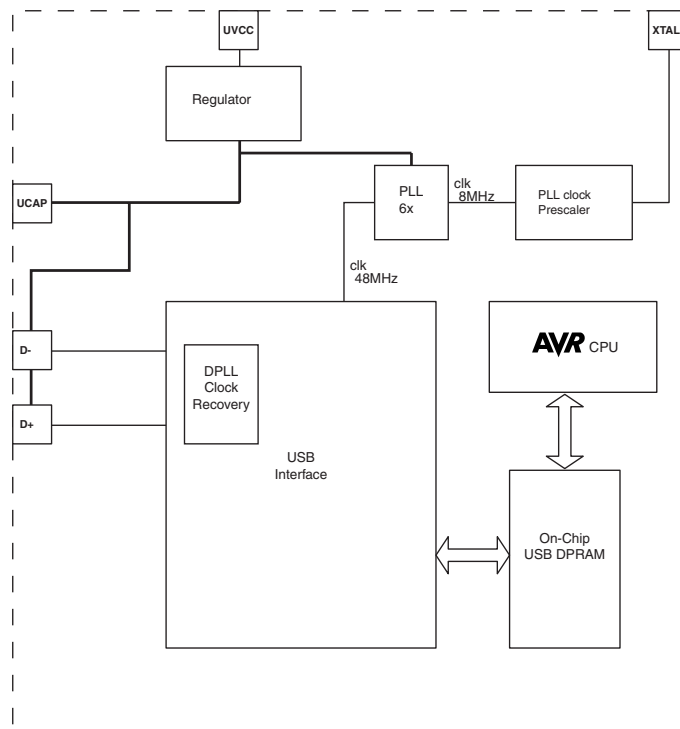 UVCC
XTAL
Regulator
UCAP
PLL
6x
clk
8MHz
PLL clock
Prescaler
clk
48MHz
D-
D+
DPLL
Clock
Recovery
USB
Interface
AVR CPU
On-Chip
USB DPRAM